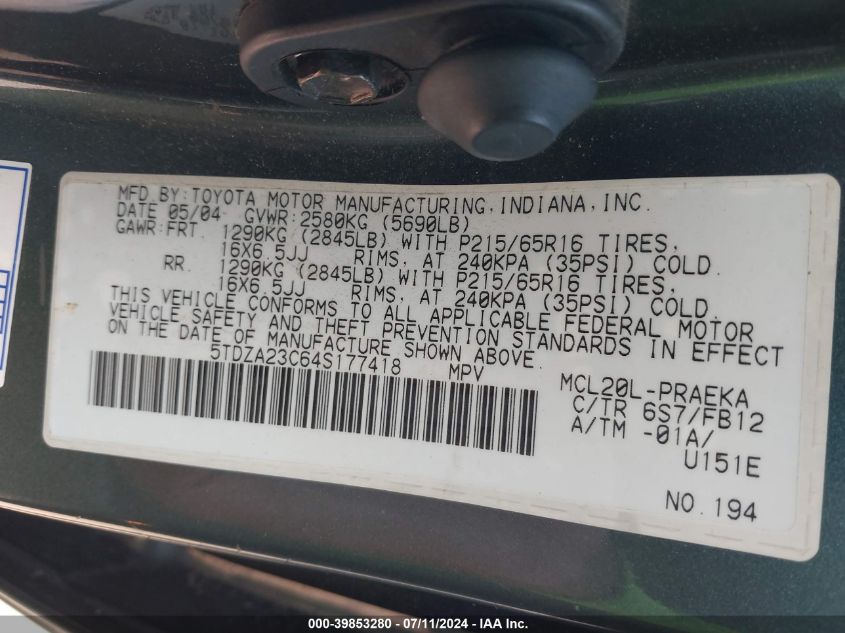 MFD BY:TOYOTA MOTOR MANUFACTURING,INDIANA,INC.
DATE 05/04 GVWR:2580KG (5690LB)
GAWR:FRT. 1290KG (2845LB) WITH P215/65R16 TIRES,
16X6.5JJ RIMS, AT 240KPA (35PSI) COLD.
RR. 1290KG (2845LB) WITH P215/65R16 TIRES,
16X6.5JJ RIMS, AT 240KPA (35PSI) COLD.
THIS VEHICLE CONFORMS TO ALL APPLICABLE FEDERAL MOTOR
VEHICLE SAFETY AND THEFT PREVENTION STANDARDS IN EFFECT
ON THE DATE OF MANUFACTURE SHOWN ABOVE.
5TDZA23C64S177418 MPV
MCL20L-PRAEKA
C/TR 6S7/FB12
A/TM -01A/
U151E
NO.194
000-39853280 - 07/11/2024 - IAA Inc.